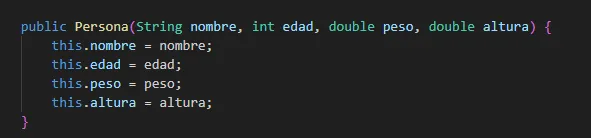 public Persona(String nombre, int edad, double peso, double altura) {
    this.nombre = nombre;
    this.edad = edad;
    this.peso = peso;
    this.altura = altura;
}